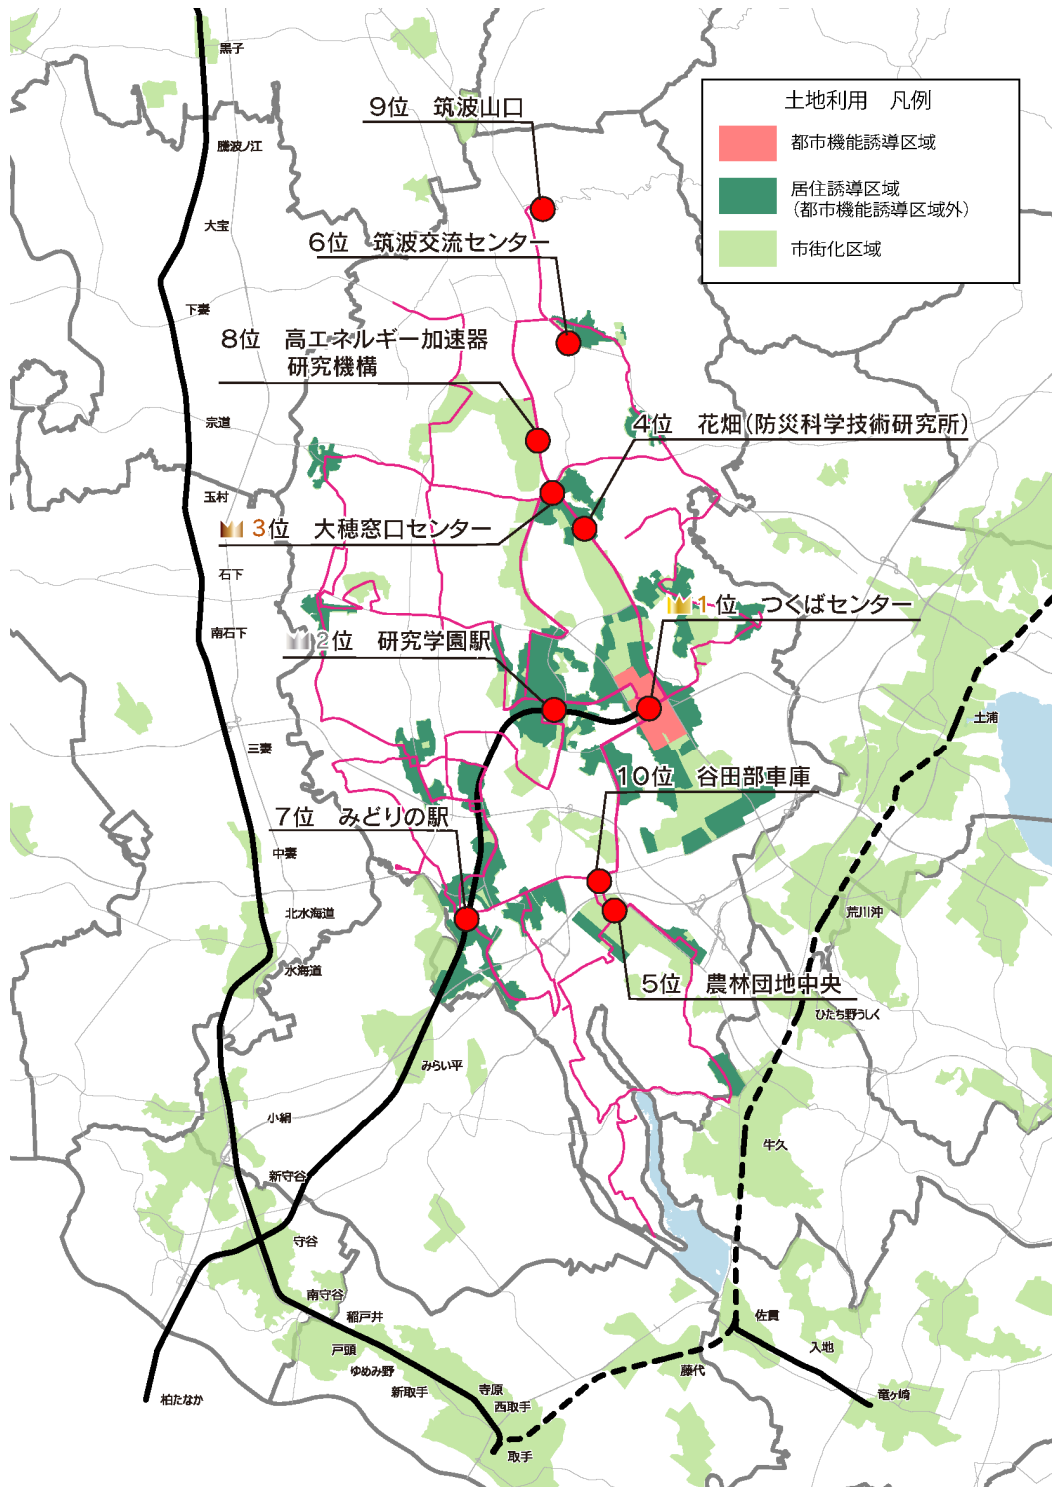 黒子
9位 筑波山口
土地利用 凡例
都市機能誘導区域
居住誘導区域
(都市機能誘導区域外)
市街化区域
騰波ノ江
大宝
6位 筑波交流センター
下妻
8位 高エネルギー加速器
研究機構
宗道
4位 花畑(防災科学技術研究所)
玉村
3位 大穂窓口センター
石下
1位 つくばセンター
南石下
2位 研究学園駅
土浦
三妻
10位 谷田部車庫
7位 みどりの駅
中妻
北水海道
荒川沖
水海道
5位 農林団地中央
ひたち野うしく
みらい平
小絹
牛久
新守谷
守谷
南守谷
稲戸井
佐貫
戸頭
入地
ゆめみ野
藤代
新取手
寺原
竜ヶ崎
柏たなか
西取手
取手